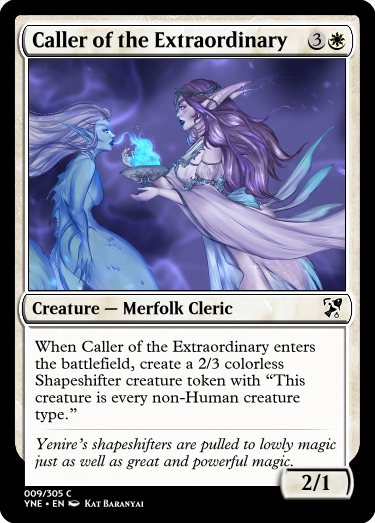 Caller of the Extraordinary 3
Creature — Merfolk Cleric
When Caller of the Extraordinary enters
the battlefield, create a 2/3 colorless
Shapeshifter creature token with “This
creature is every non-Human creature
type.”
Yenire's shapeshifters are pulled to lowly magic
just as well as great and powerful magic.
2/1
009/305 C
YNE • EN Kat Baranyai